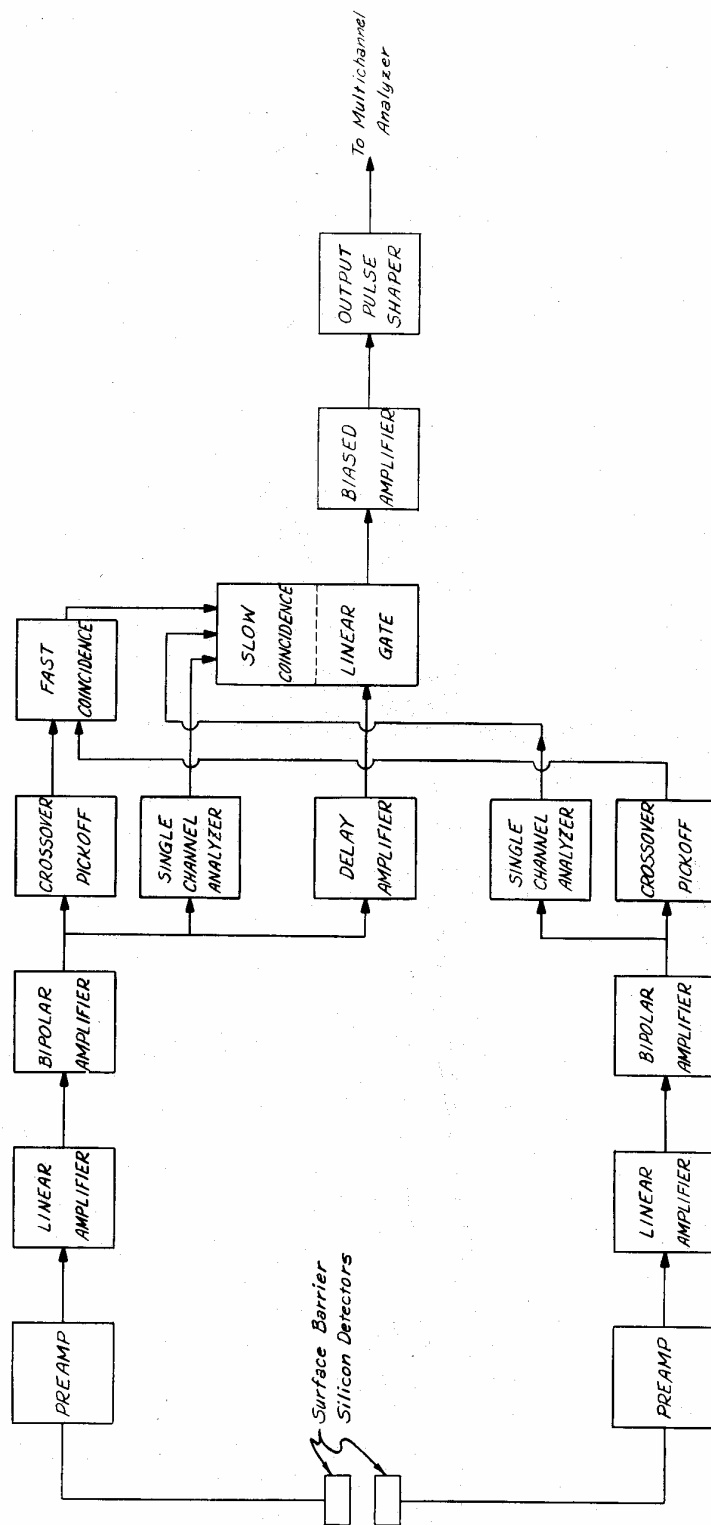 PREAMP
LINEAR
AMPLIFIER
BIPOLAR
AMPLIFIER
CROSSOVER
PICKOFF
FAST
COINCIDENCE
SINGLE
CHANNEL
ANALYZER
Surface Barrier
Silicon Detectors
DELAY
AMPLIFIER
SLOW
COINCIDENCE
LINEAR
GATE
BIASED
AMPLIFIER
OUTPUT
PULSE
SHAPER
To Multichannel
Analyzer
SINGLE
CHANNEL
ANALYZER
PREAMP
LINEAR
AMPLIFIER
BIPOLAR
AMPLIFIER
CROSSOVER
PICKOFF